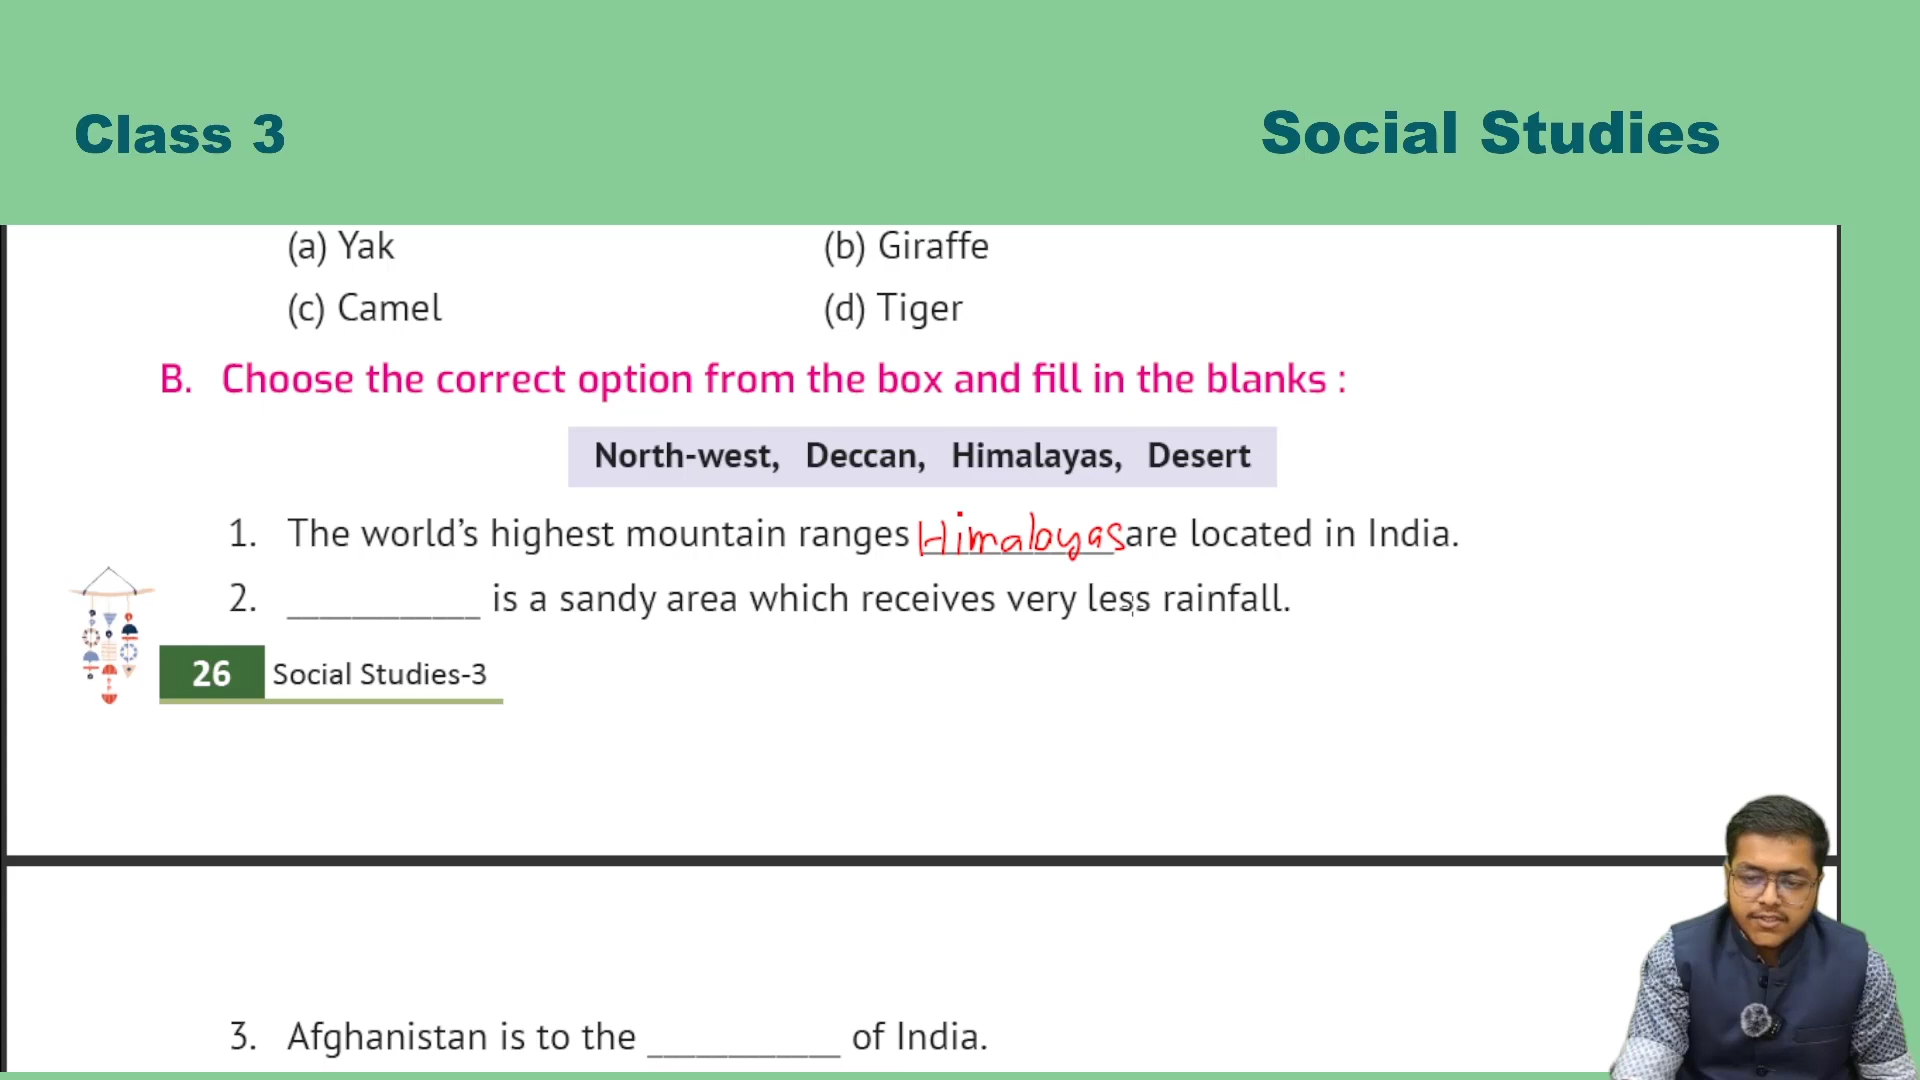 Class 3
Social Studies
(a) Yak (b) Giraffe
(c) Camel (d) Tiger
B. Choose the correct option from the box and fill in the blanks :
North-west, Deccan, Himalayas, Desert
1. The world's highest mountain ranges Himalayas are located in India.
2. ___________ is a sandy area which receives very less rainfall.
26 Social Studies-3
3. Afghanistan is to the ___________ of India.